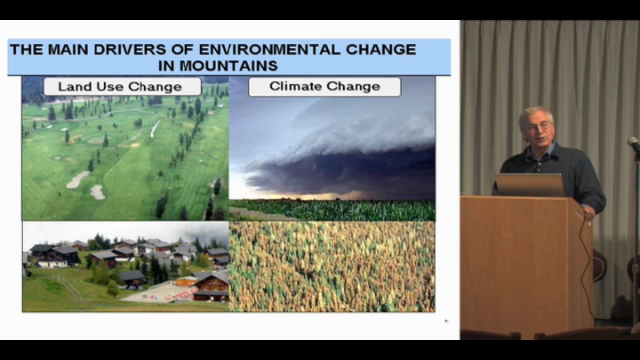 THE MAIN DRIVERS OF ENVIRONMENTAL CHANGE
IN MOUNTAINS
Land Use Change
Climate Change